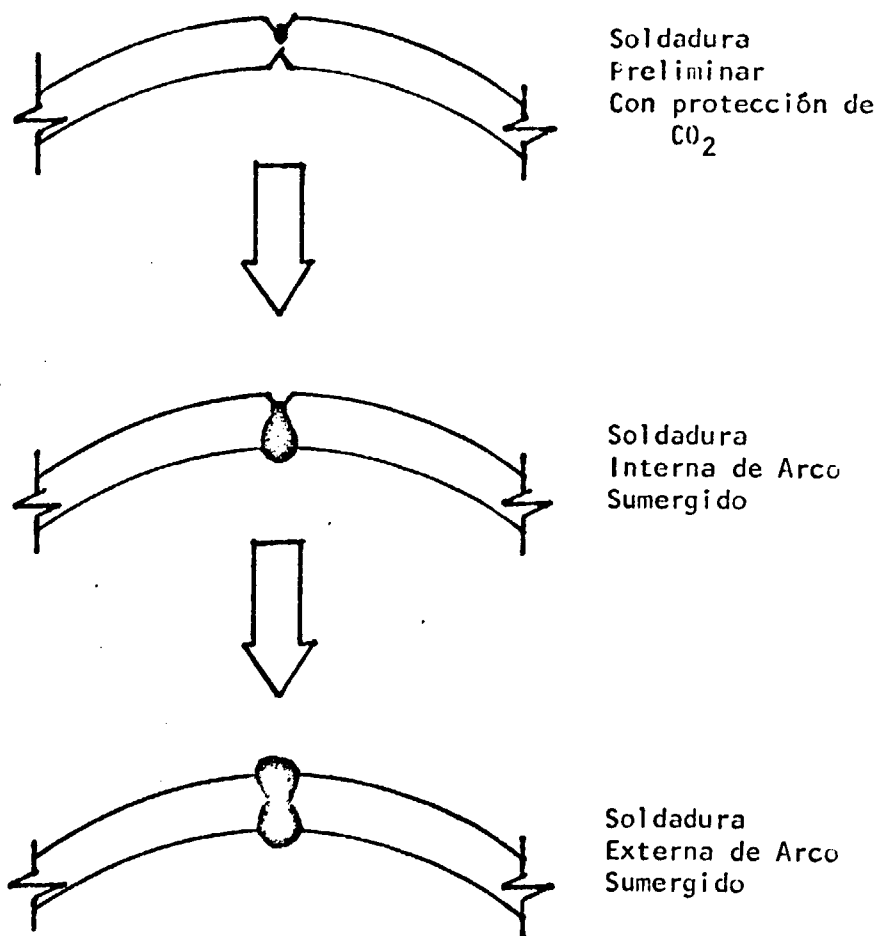 Soldadura
Preliminar
Con protección de
CO2
Soldadura
Interna de Arco
Sumergido
Soldadura
Externa de Arco
Sumergido